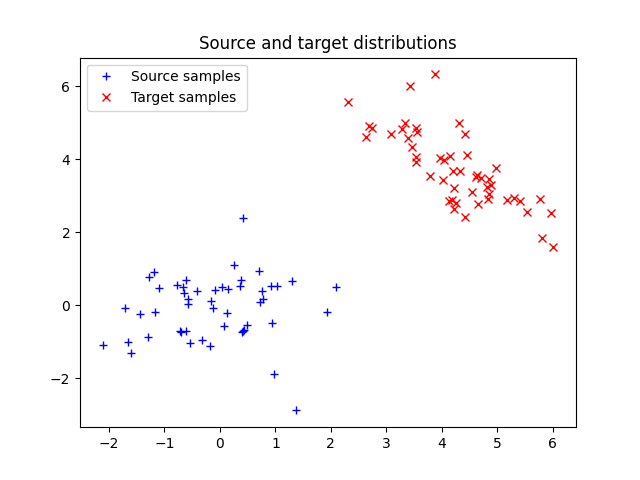 Source and target distributions
Source samples
Target samples
6
4
2
0
−2
−2 −1 0 1 2 3 4 5 6